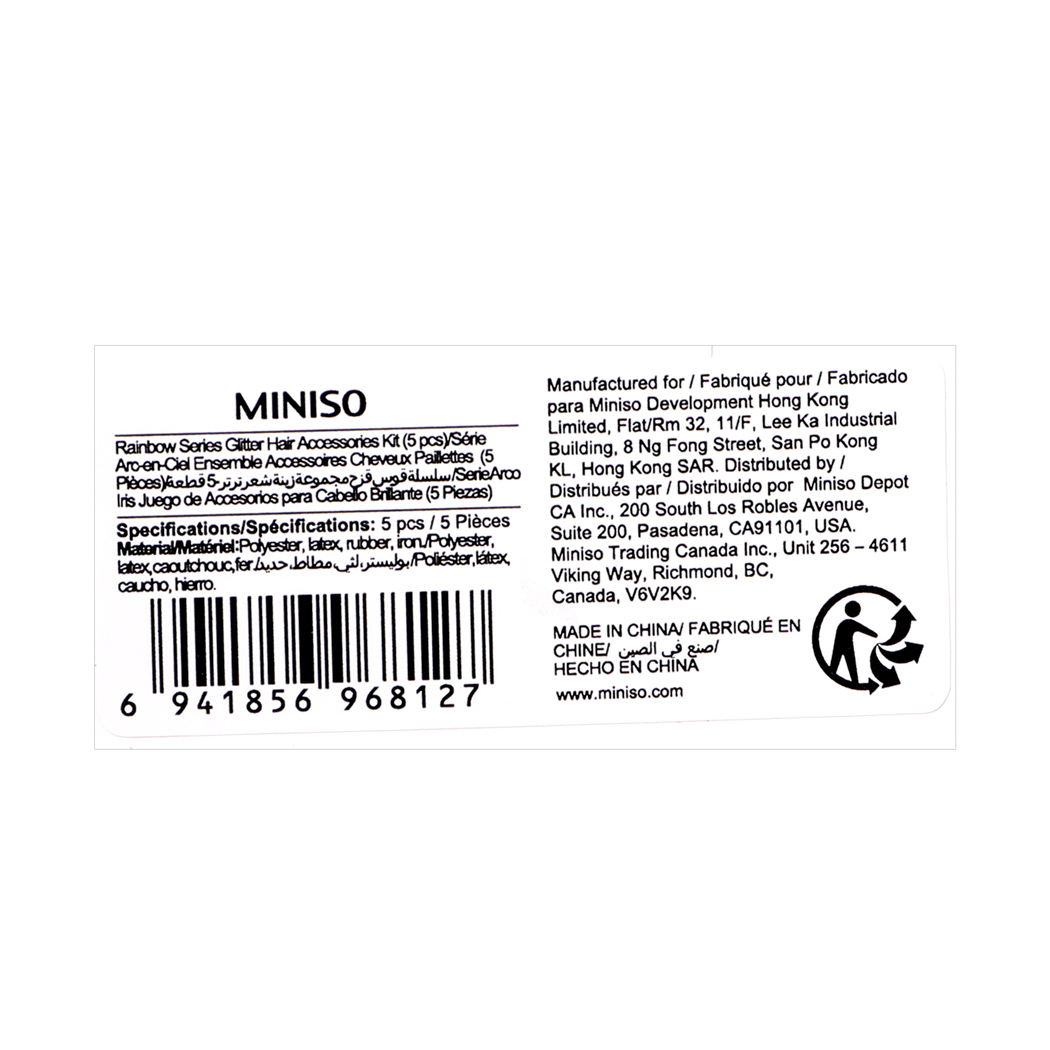 MINISO
Rainbow Series Glitter Hair Accessories Kit (5 pcs)/Série
Arc-en-Ciel Ensemble Accessoires Cheveux Paillettes (5
Pièces)/سلسلة قوس قزح مجموعة زينة شعر ترتر-5 قطعة/Serie Arco
Iris Juego de Accesorios para Cabello Brillante (5 Piezas)
Specifications/Spécifications: 5 pcs / 5 Pièces
Material/Matériel:Polyester, latex, rubber, iron./Polyester,
latex,caoutchouc,fer/بوليستر,لثي,مطاط,حديد/Poliéster,látex,
caucho, hierro.
6 941856 968127
Manufactured for / Fabriqué pour / Fabricado
para Miniso Development Hong Kong
Limited, Flat/Rm 32, 11/F, Lee Ka Industrial
Building, 8 Ng Fong Street, San Po Kong
KL, Hong Kong SAR. Distributed by /
Distribués par / Distribuido por Miniso Depot
CA Inc., 200 South Los Robles Avenue,
Suite 200, Pasadena, CA91101, USA.
Miniso Trading Canada Inc., Unit 256 – 4611
Viking Way, Richmond, BC,
Canada, V6V2K9.
MADE IN CHINA/ FABRIQUÉ EN
CHINE/ صنع في الصين/
HECHO EN CHINA
www.miniso.com